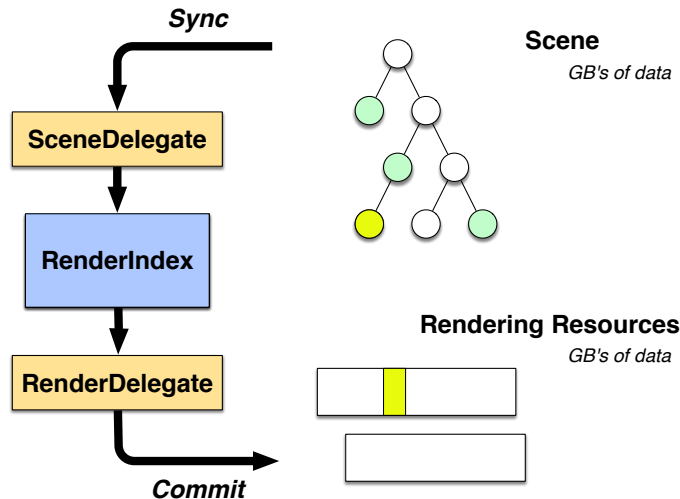 Sync
Scene
GB's of data
SceneDelegate
RenderIndex
Rendering Resources
GB's of data
RenderDelegate
Commit